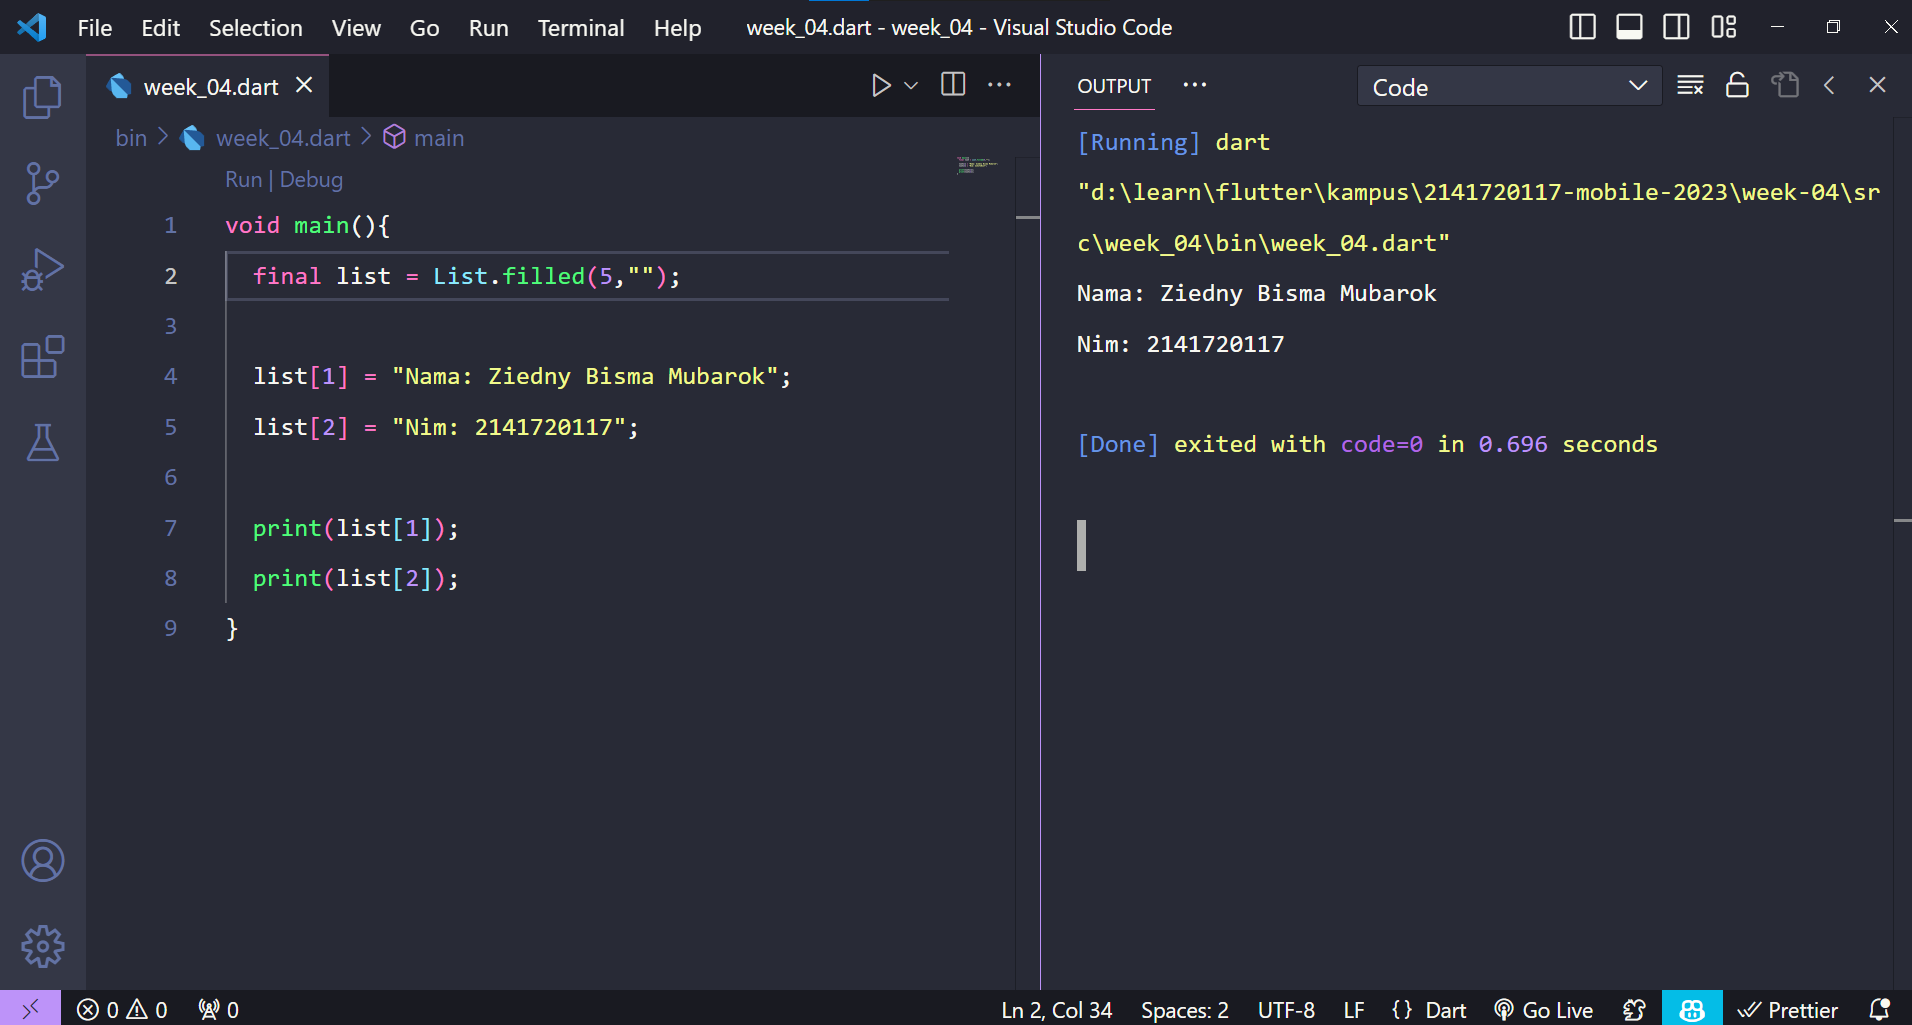 File Edit Selection View Go Run Terminal Help week_04.dart - week_04 - Visual Studio Code
week_04.dart
bin > week_04.dart > main
Run | Debug
1 void main(){
2 final list = List.filled(5,"");
3
4 list[1] = "Nama: Ziedny Bisma Mubarok";
5 list[2] = "Nim: 2141720117";
6
7 print(list[1]);
8 print(list[2]);
9 }
OUTPUT Code
[Running] dart
"d:\learn\flutter\kampus\2141720117-mobile-2023\week-04\sr
c\week_04\bin\week_04.dart"
Nama: Ziedny Bisma Mubarok
Nim: 2141720117
[Done] exited with code=0 in 0.696 seconds
0 0 0 Ln 2, Col 34 Spaces: 2 UTF-8 LF {} Dart Go Live Prettier